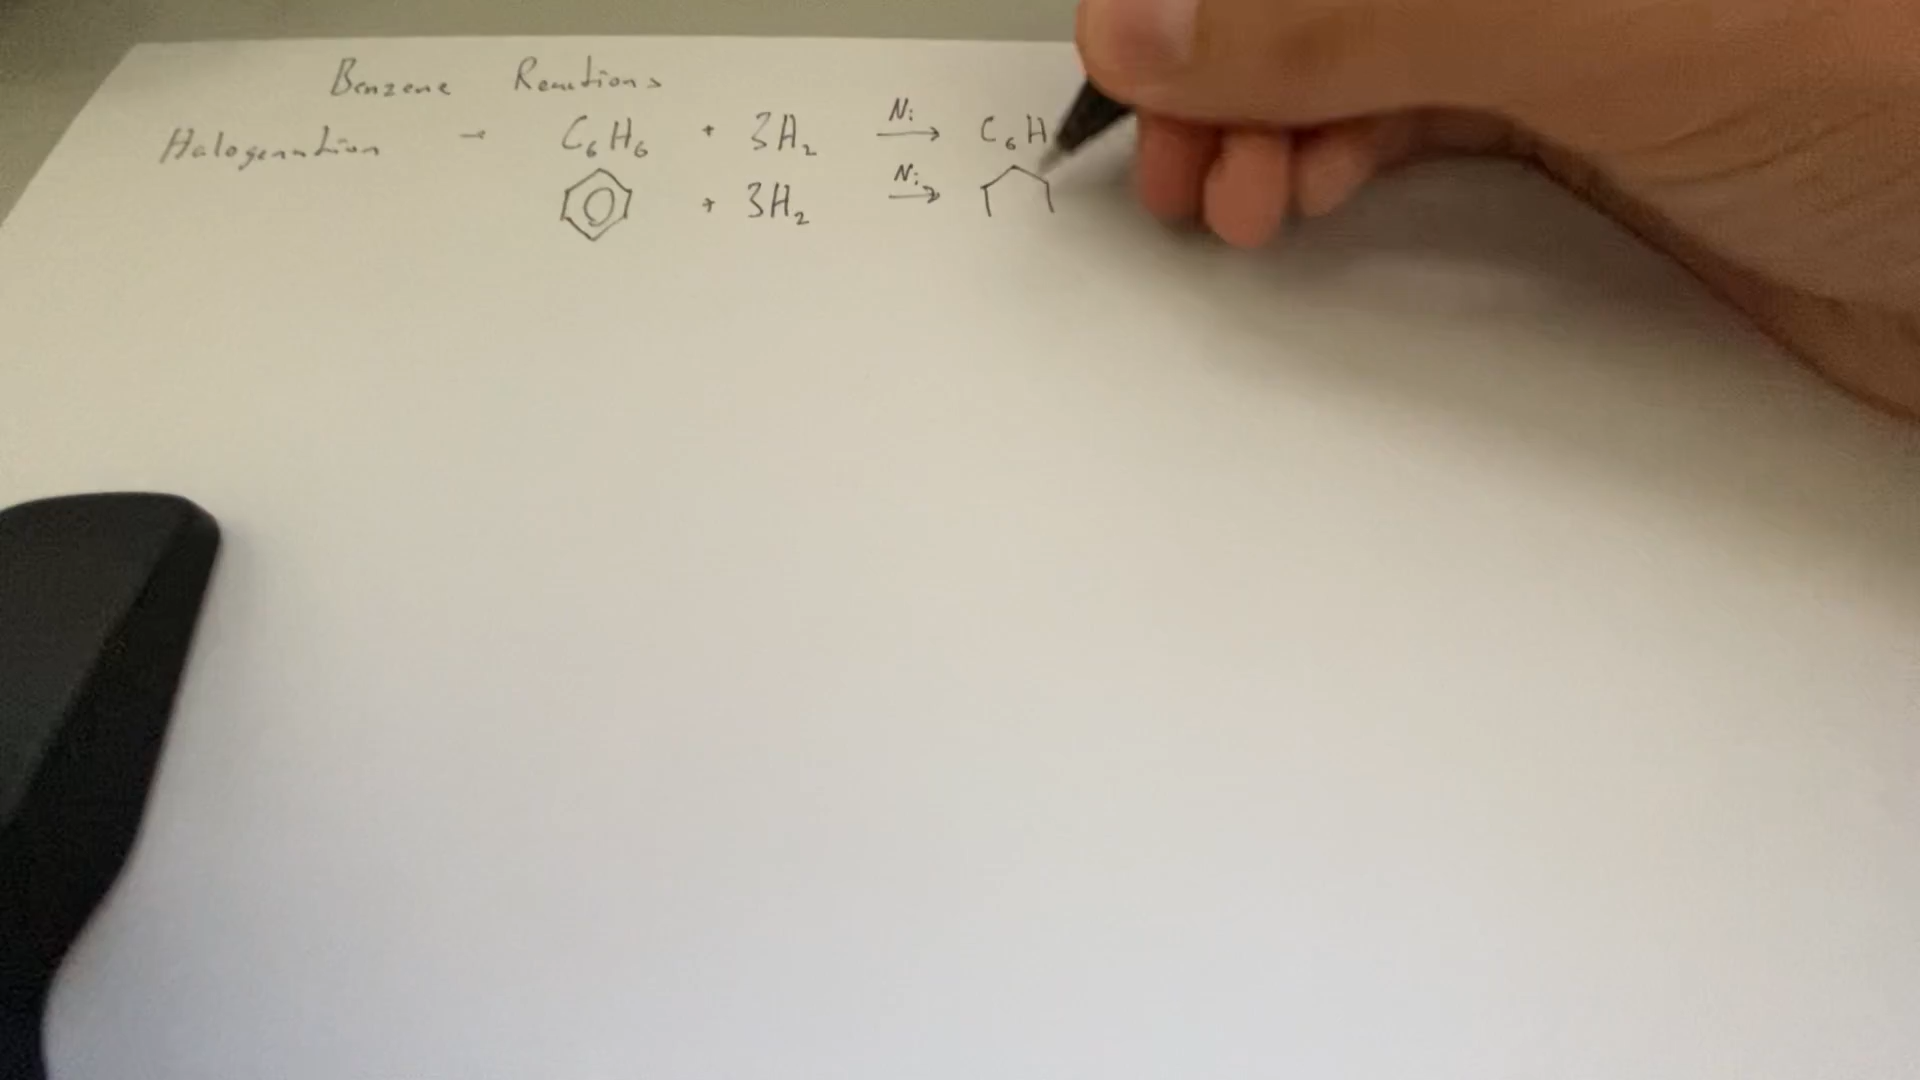 Benzene Reactions
Halogenation → C₆H₆ + 3H₂ Ni → C₆H
+ 3H₂ Ni →